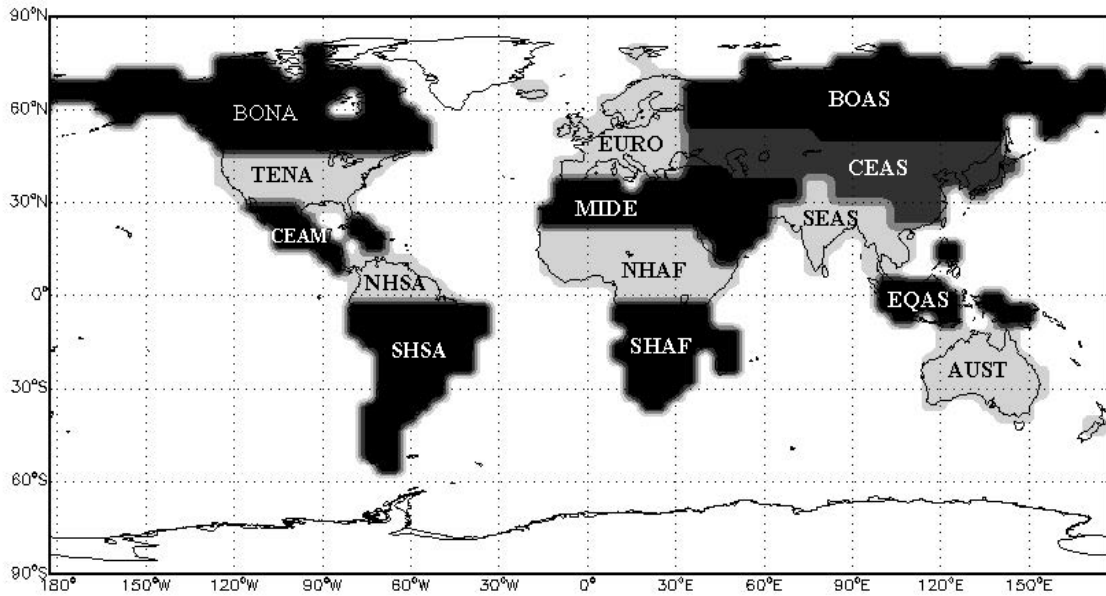 90°N
60°N
30°N
0°
30°S
60°S
90°S
BONA
BOAS
EURO
TENA
CEAS
MIDE
SEAS
CEAM
NHAF
NHSA
EQAS
SHSA
SHAF
AUST
180° 150°W 120°W 90°W 60°W 30°W 0° 30°E 60°E 90°E 120°E 150°E